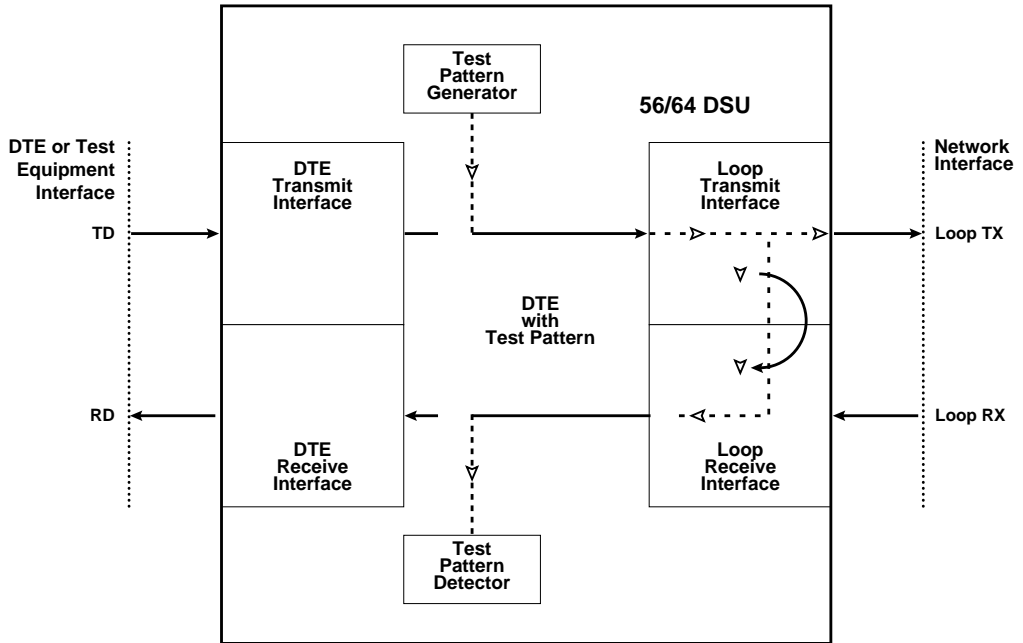 Test
Pattern
Generator
56/64 DSU
DTE or Test
Equipment
Interface
DTE
Transmit
Interface
Loop
Transmit
Interface
Network
Interface
TD
Loop TX
DTE
with
Test Pattern
RD
Loop RX
DTE
Receive
Interface
Loop
Receive
Interface
Test
Pattern
Detector